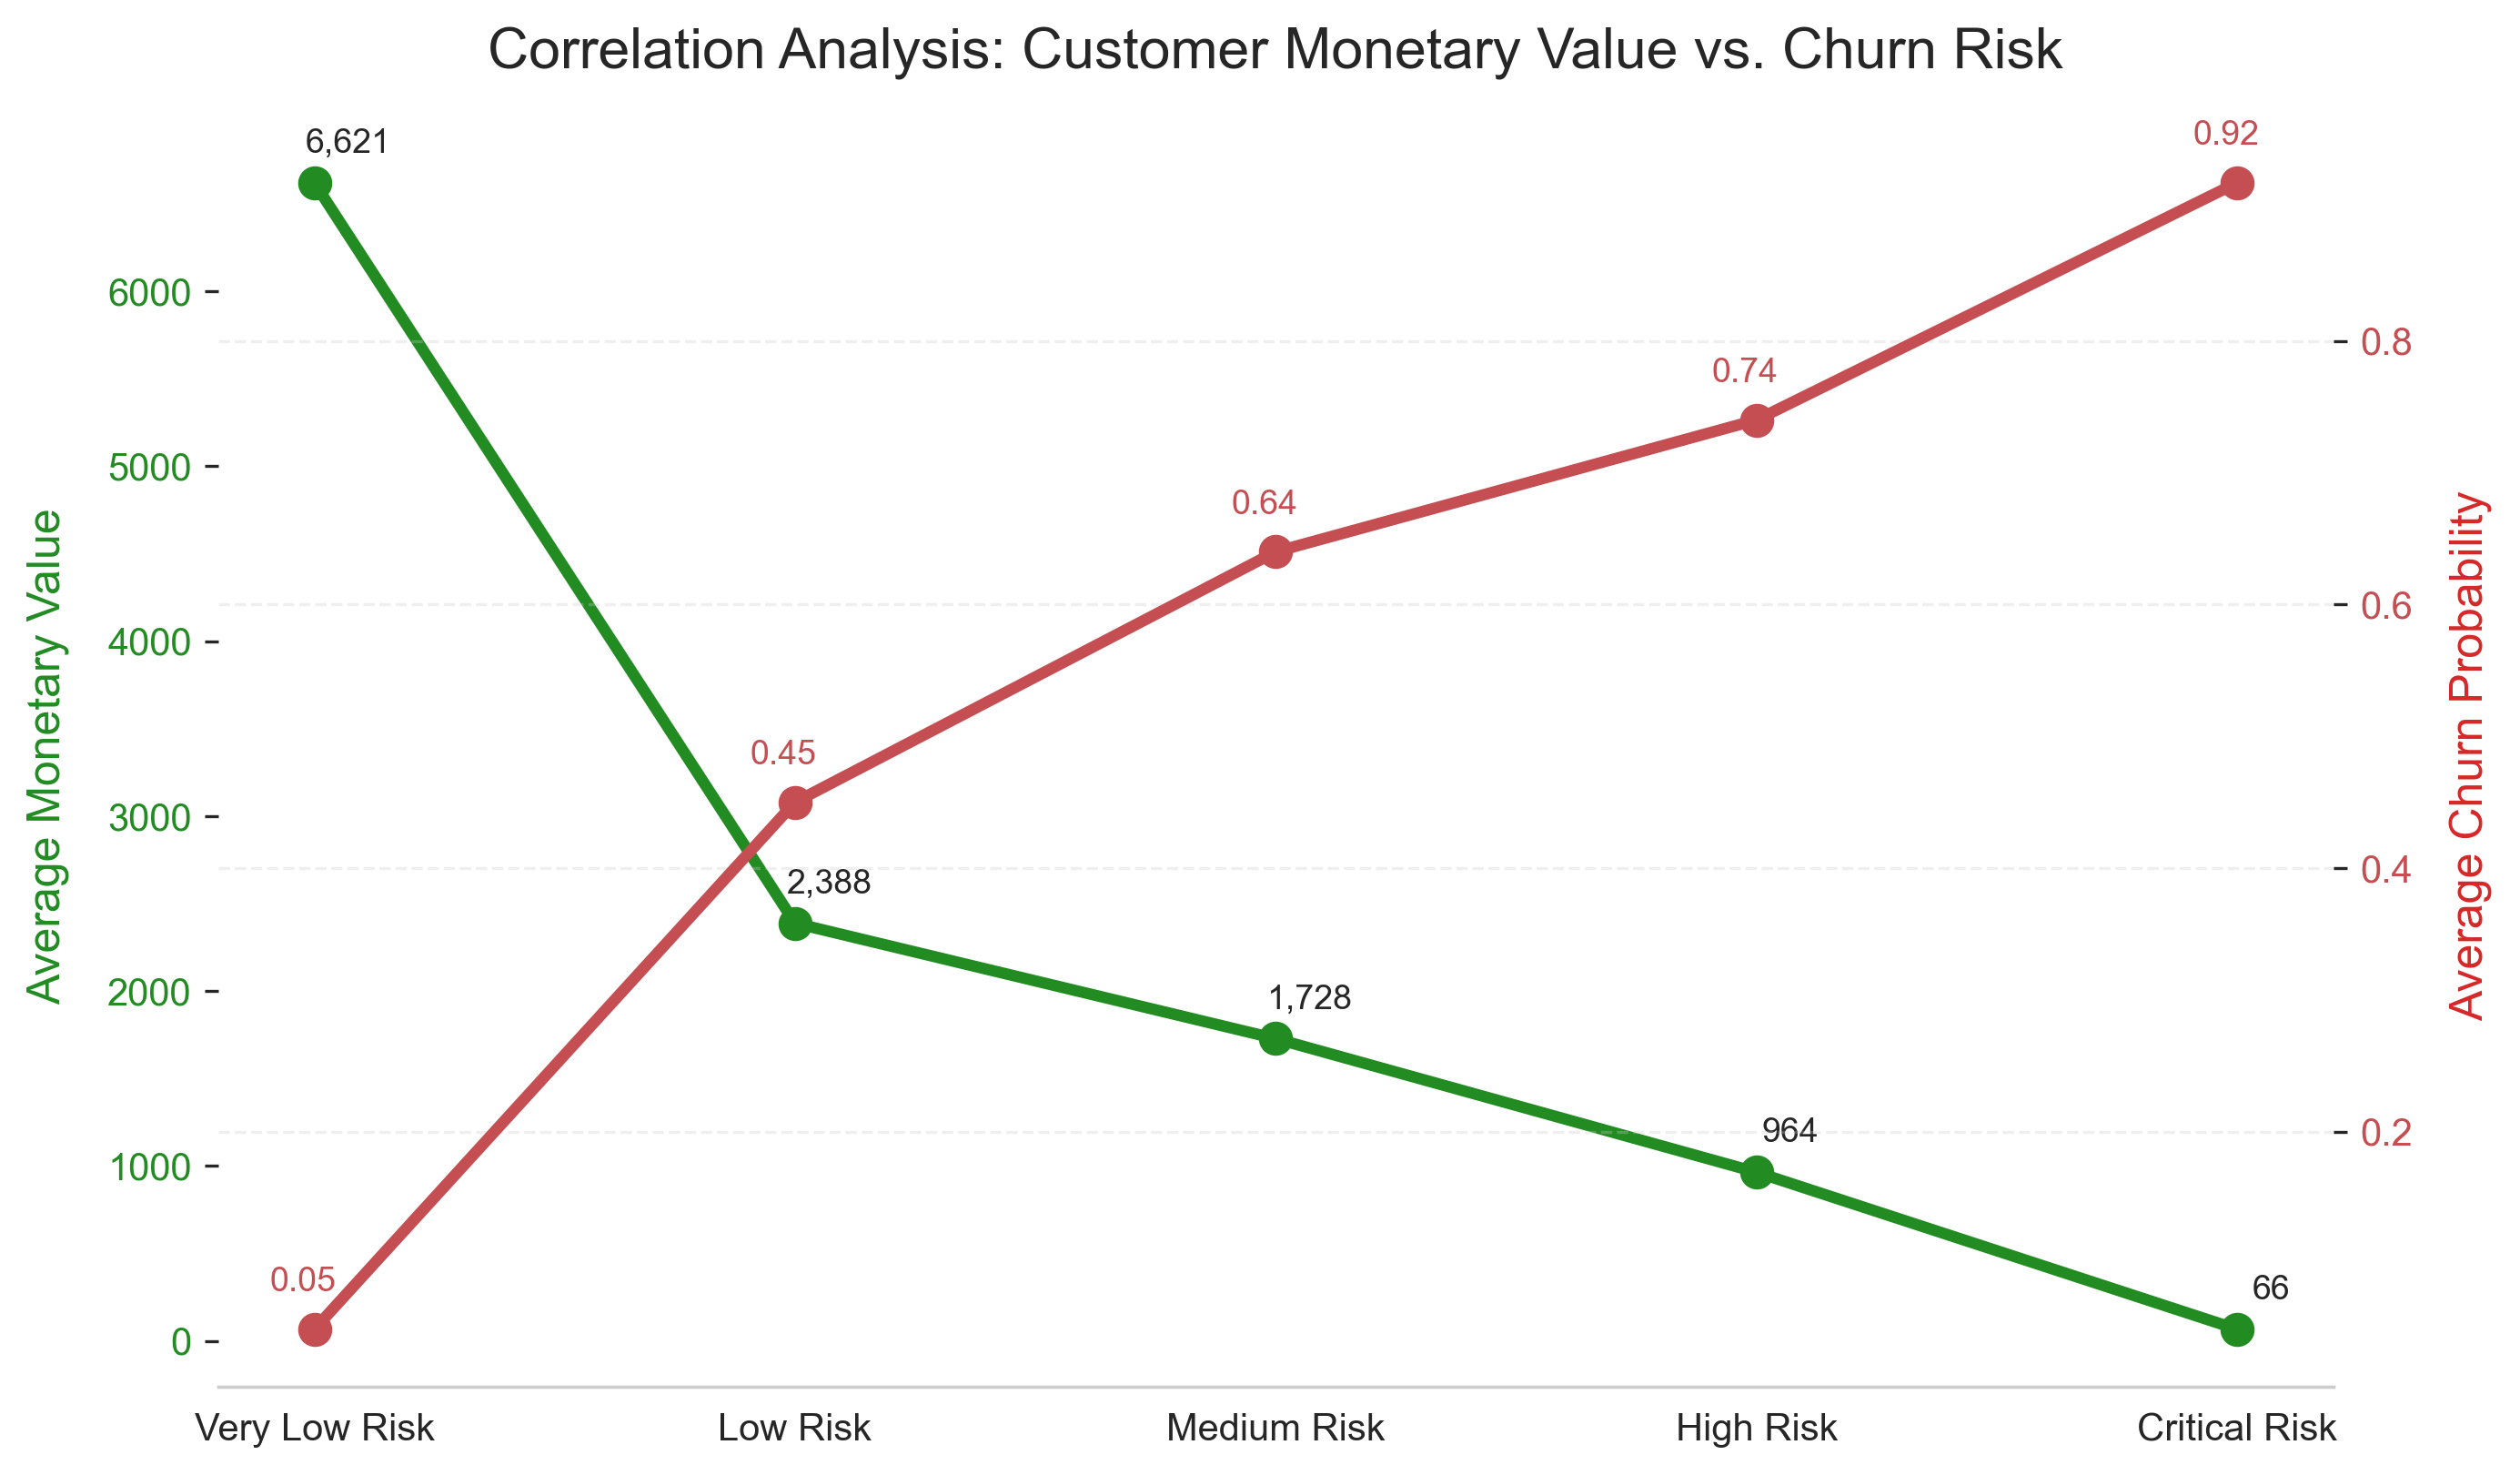 Correlation Analysis: Customer Monetary Value vs. Churn Risk
Average Monetary Value
6000
5000
4000
3000
2000
1000
0
6,621
2,388
1,728
964
66
0.05
0.45
0.64
0.74
0.92
0.8
0.6
0.4
0.2
Average Churn Probability
Very Low Risk
Low Risk
Medium Risk
High Risk
Critical Risk